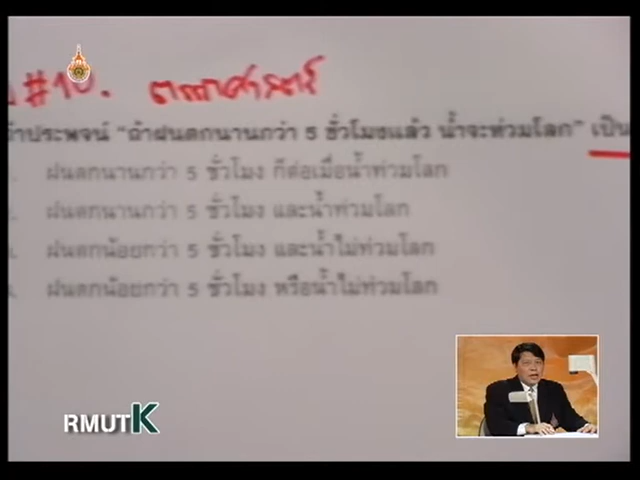 #10. ตรรกศาสตร์
ถ้าประพจน์ "ถ้าฝนตกนานกว่า 5 ชั่วโมงแล้ว น้ำจะท่วมโลก" เป็น
ฝนตกนานกว่า 5 ชั่วโมง ก็ต่อเมื่อน้ำท่วมโลก
ฝนตกนานกว่า 5 ชั่วโมง และน้ำท่วมโลก
ฝนตกน้อยกว่า 5 ชั่วโมง และน้ำไม่ท่วมโลก
ฝนตกน้อยกว่า 5 ชั่วโมง หรือน้ำไม่ท่วมโลก
RMUTK